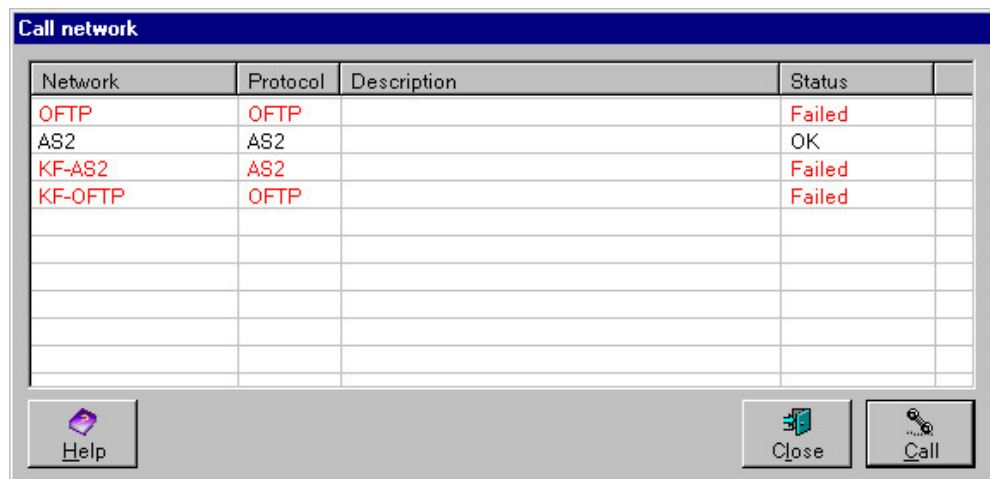 Call network
Network Protocol Description Status
OFTP OFTP Failed
AS2 AS2 OK
KF-AS2 AS2 Failed
KF-OFTP OFTP Failed
Help Close Call